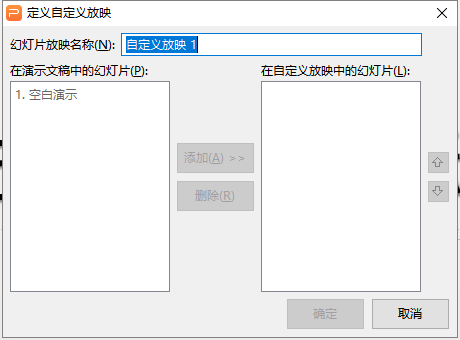 定义自定义放映
幻灯片放映名称(N): 自定义放映 1
在演示文稿中的幻灯片(P): 在自定义放映中的幻灯片(L):
1. 空白演示
添加(A) >>
删除(R)
确定 取消